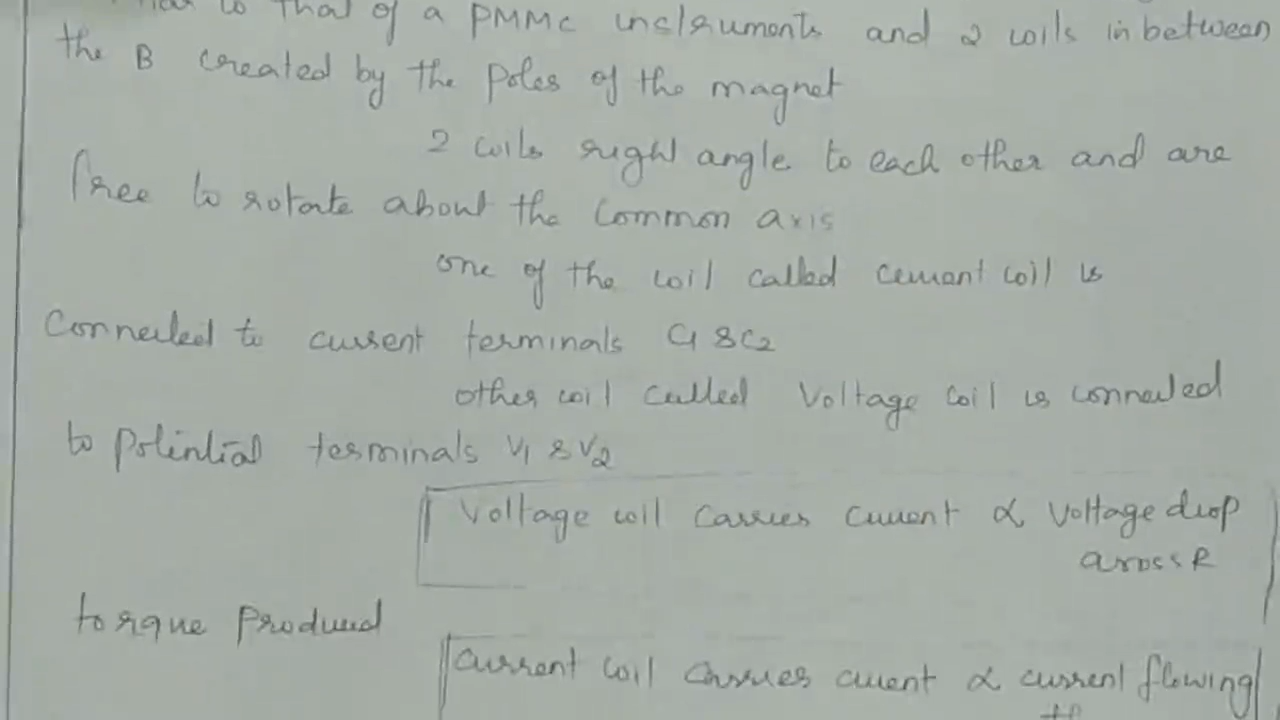 to that of a PMMC instruments and 2 coils in between
the B created by the poles of the magnet
2 coils right angle to each other and are
free to rotate about the common axis
one of the coil called current coil is
Connected to current terminals C1 & C2
other coil called Voltage coil is connected
to potential terminals V1 & V2
Voltage coil carries current ∝ voltage drop
across R
torque produced
current coil carries current ∝ current flowing